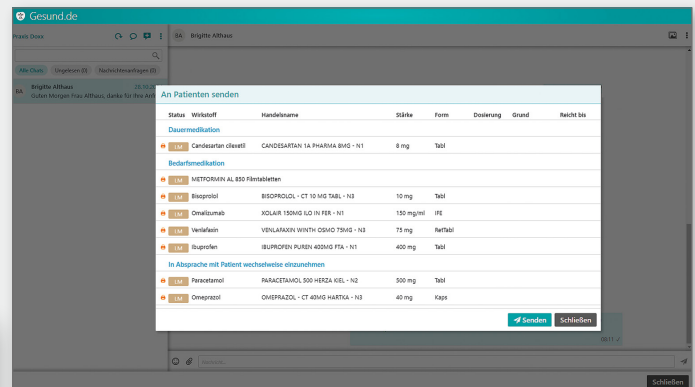 Gesund.de
Praxis Doxx
BA Brigitte Althaus
Alle Chats Ungelesen (0) Nachrichtenanfragen (0)
BA Brigitte Althaus
Guten Morgen Frau Althaus, danke für Ihre
An Patienten senden
Status Wirkstoff Handelsname Stärke Form Dosierung Grund Reicht bis
Dauermedikation
LM Candesartan cilexetil CANDESARTAN 1A PHARMA 8MG - N1 8 mg Tabl
Bedarfsmedikation
LM METFORMIN AL 850 Filmtabletten
LM Bisoprolol BISOPROLOL - CT 10 MG TABL - N3 10 mg Tabl
LM Omalizumab XOLAIR 150MG ILO IN FER - N1 150 mg/ml IFE
LM Venlafaxin VENLAFAXIN WINTH OSMO 75MG - N3 75 mg RetTabl
LM Ibuprofen IBUPROFEN PUREN 400MG FTA - N1 400 mg Tabl
In Absprache mit Patient wechselweise einzunehmen
LM Paracetamol PARACETAMOL 500 HERZA KIEL - N2 500 mg Tabl
LM Omeprazol OMEPRAZOL - CT 40MG HARTKA - N3 40 mg Kaps
Senden Schließen
Schließen